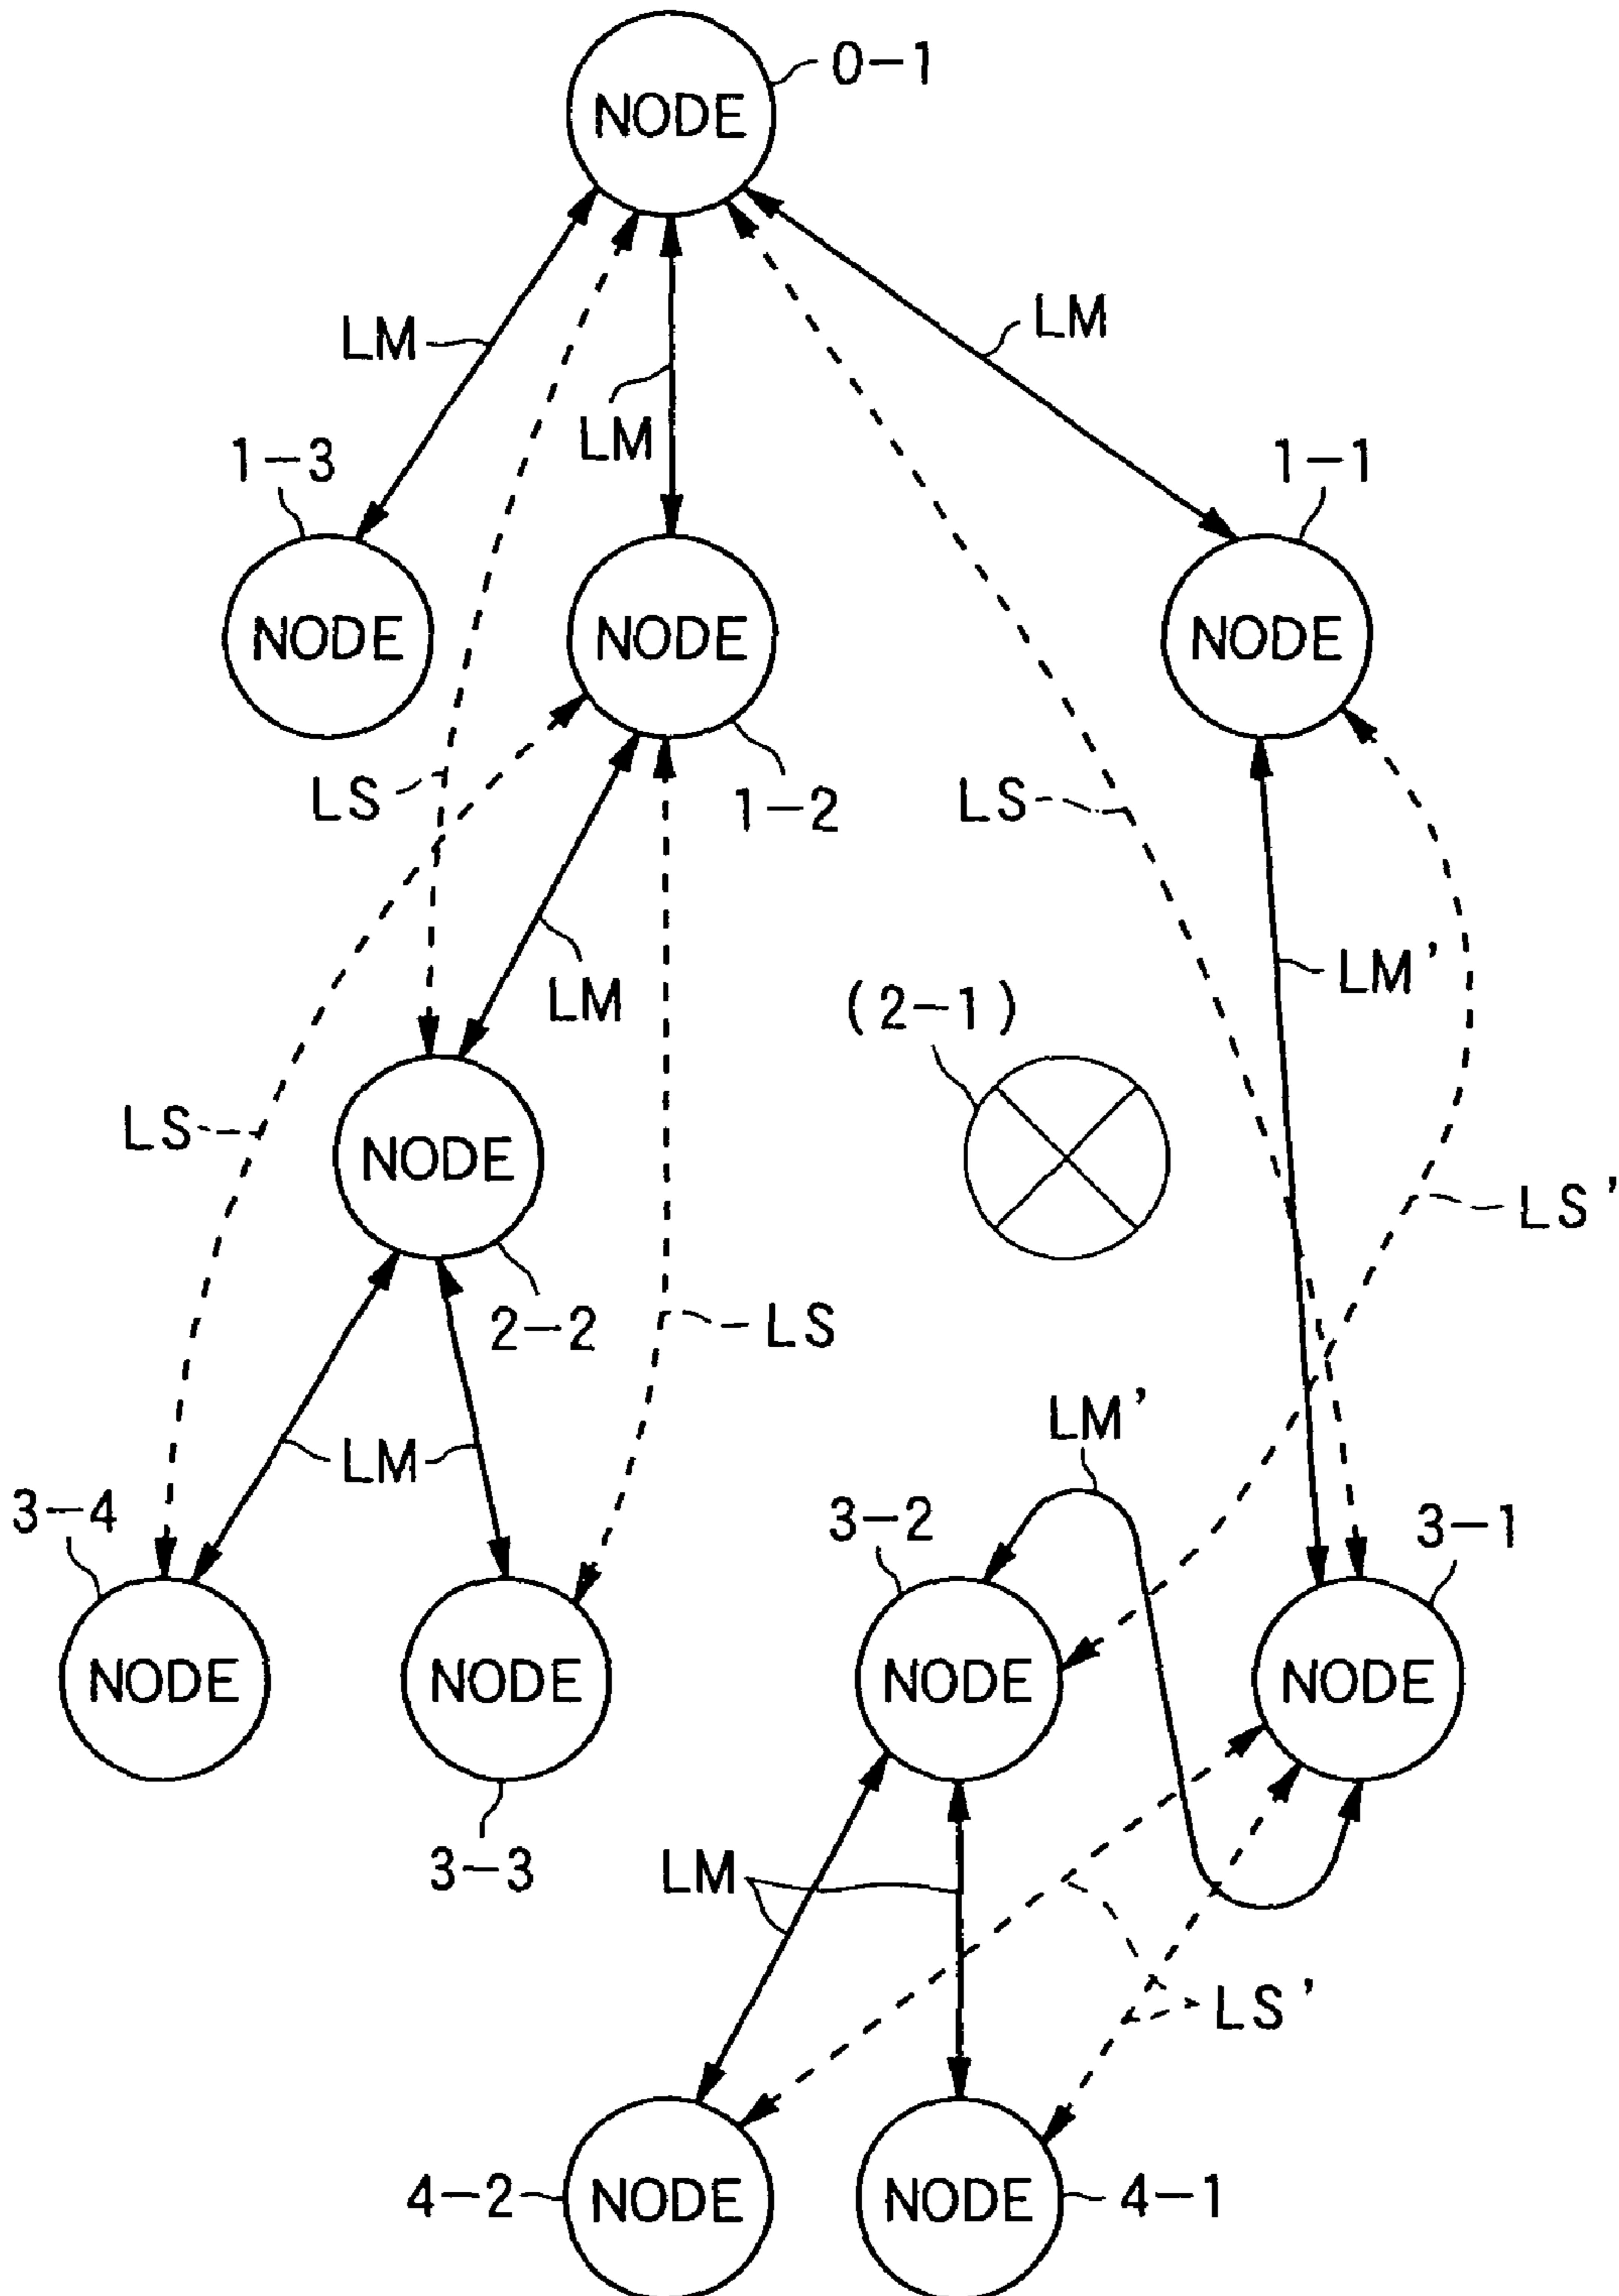 0-1
NODE
LM
LM
LM
1-3
1-1
NODE
NODE
NODE
LS
1-2
LS
LM
LM'
(2-1)
LS
NODE
LS'
2-2
LS
LM'
LM
3-4
3-2
3-1
NODE
NODE
NODE
NODE
3-3
LM
LS'
4-2
NODE
NODE
4-1